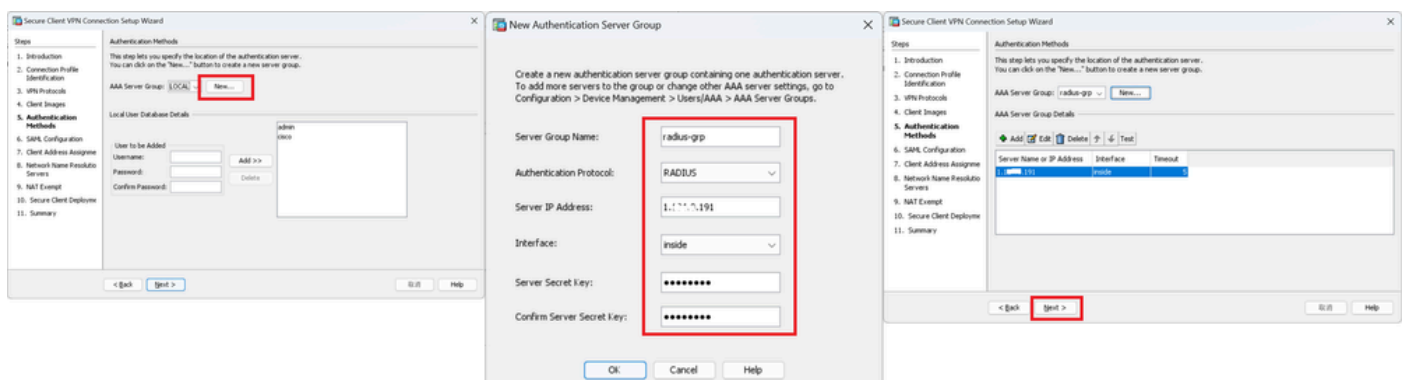 Secure Client VPN Connection Setup Wizard
Steps
1. Introduction
2. Connection Profile
Identification
3. VPN Protocols
4. Client Images
5. Authentication
Methods
6. SAML Configuration
7. Client Address Assignme
8. Network Name Resolutio
Servers
9. NAT Exempt
10. Secure Client Deployme
11. Summary
Authentication Methods
This step lets you specify the location of the authentication server.
You can click on the "New..." button to create a new server group.
AAA Server Group: LOCAL
New...
Local User Database Details
User to be Added
Username:
Password:
Confirm Password:
Add >>
Delete
admin
cisco
< Back
Next >
取消
Help
New Authentication Server Group
Create a new authentication server group containing one authentication server.
To add more servers to the group or change other AAA server settings, go to
Configuration > Device Management > Users/AAA > AAA Server Groups.
Server Group Name: radius-grp
Authentication Protocol: RADIUS
Server IP Address: .191
Interface: inside
Server Secret Key: ••••••••
Confirm Server Secret Key: ••••••••
OK
Cancel
Help
Secure Client VPN Connection Setup Wizard
Steps
1. Introduction
2. Connection Profile
Identification
3. VPN Protocols
4. Client Images
5. Authentication
Methods
6. SAML Configuration
7. Client Address Assignme
8. Network Name Resolutio
Servers
9. NAT Exempt
10. Secure Client Deployme
11. Summary
Authentication Methods
This step lets you specify the location of the authentication server.
You can click on the "New..." button to create a new server group.
AAA Server Group: radius-grp
New...
AAA Server Group Details
Add Edit Delete Test
Server Name or IP Address Interface Timeout
.191 inside 5
< Back
Next >
取消
Help